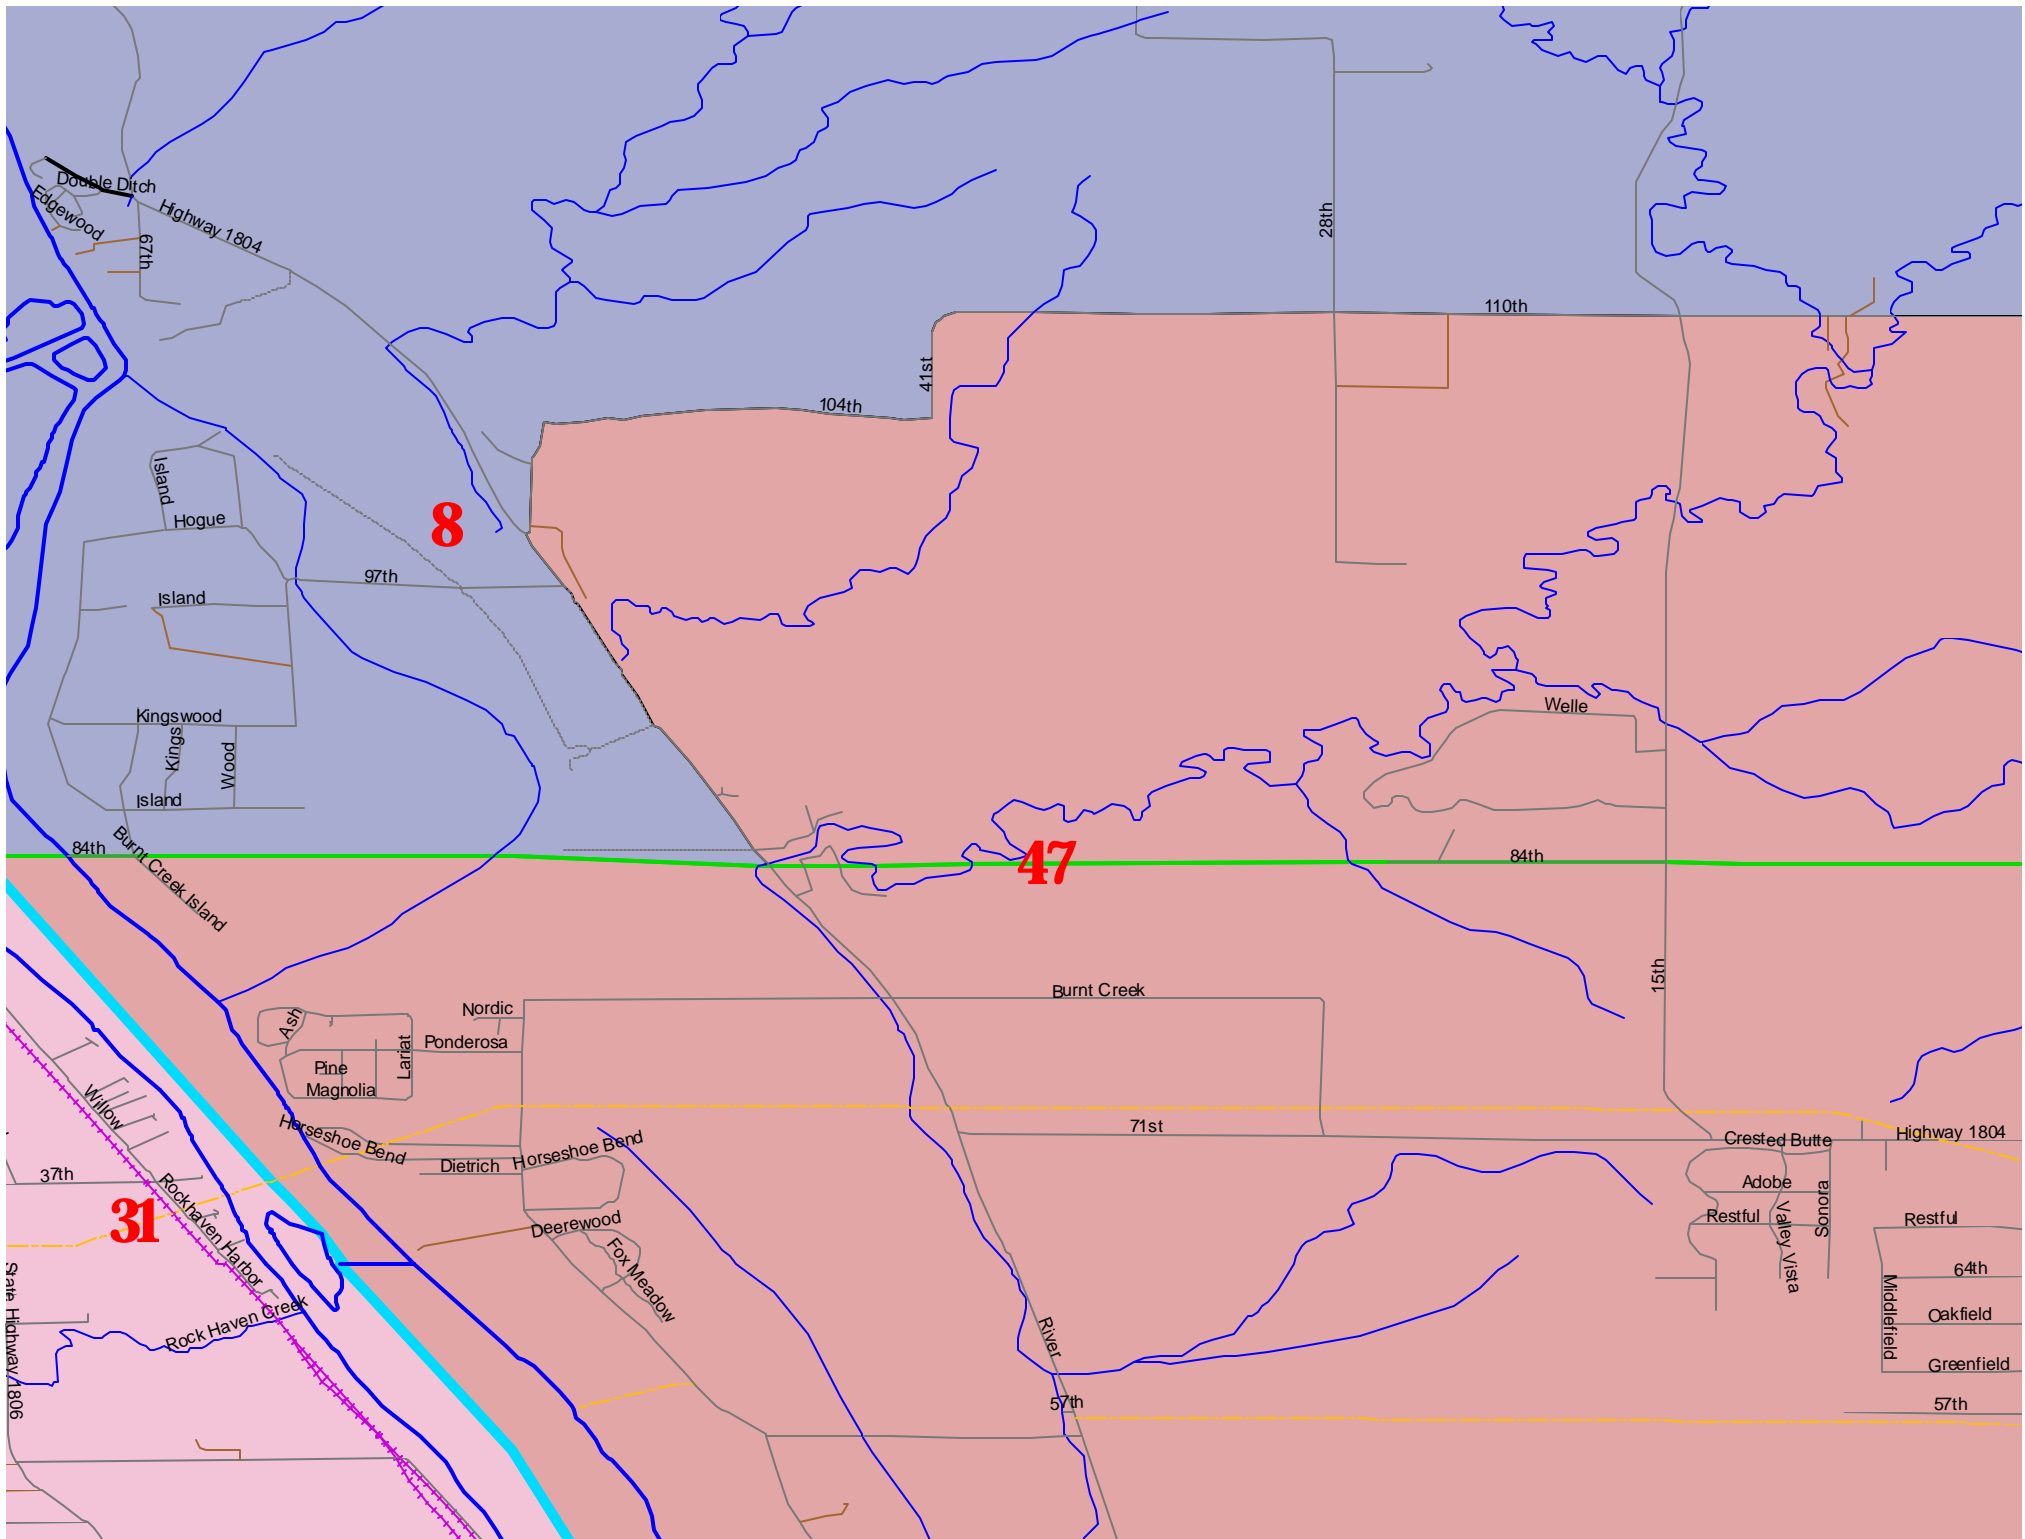 Double Ditch
Edgewood
Highway 1804
67th
28th
110th
41st
104th
Island
Hogue
8
97th
Island
Kingswood
Kings
Wood
Island
Welle
84th
Burnt Creek Island
47
84th
15th
Burnt Creek
Nordic
Ash
Ponderosa
Lariat
Pine
Magnolia
Willow
Horseshoe Bend
Horseshoe Bend
Dietrich
71st
Crested Butte
Highway 1804
37th
Rockhaven Harbor
31
Adobe
Sonora
Restful
Valley Vista
Restful
Deerewood
Fox Meadow
State Highway 1806
Rock Haven Creek
64th
Middlefield
Oakfield
River
Greenfield
57th
57th